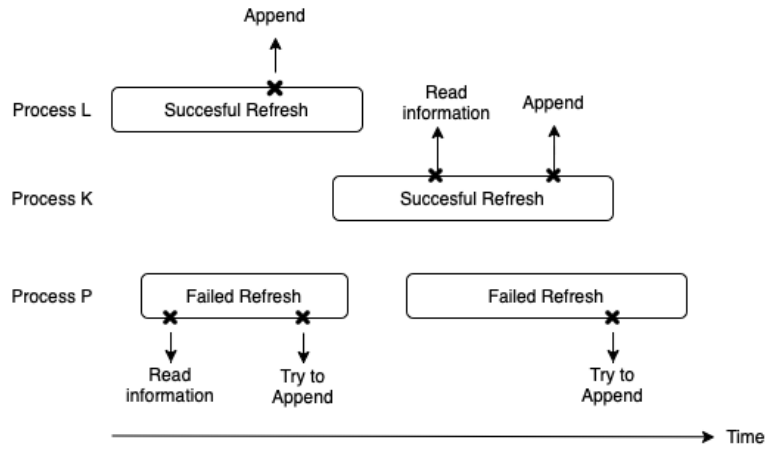 Append
Process L
Succesful Refresh
Read
information
Append
Process K
Succesful Refresh
Process P
Failed Refresh
Failed Refresh
Read
information
Try to
Append
Try to
Append
Time